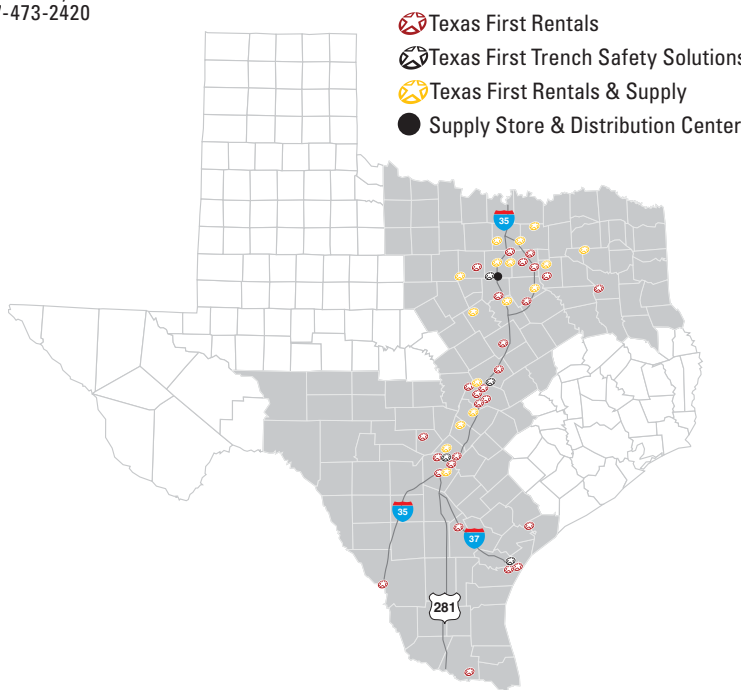 7-473-2420
Texas First Rentals
Texas First Trench Safety Solutions
Texas First Rentals & Supply
Supply Store & Distribution Center
35
35
37
281